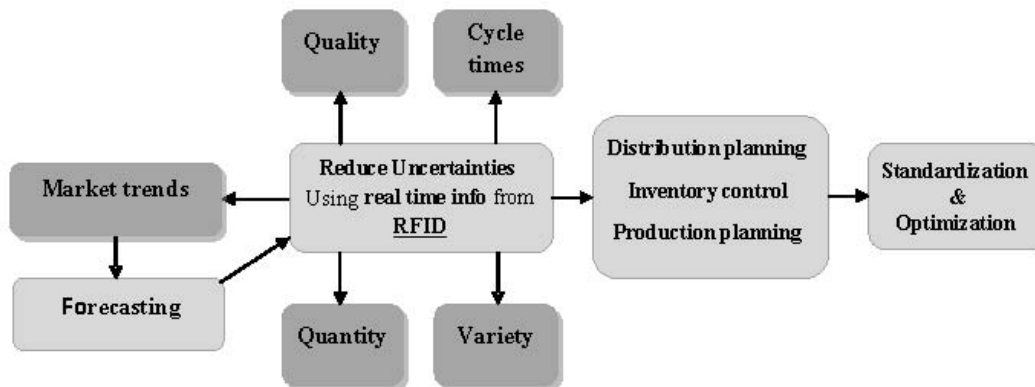 Quality
Cycle
times
Reduce Uncertainties
Using real time info from
RFID
Distribution planning
Inventory control
Production planning
Standardization
&
Optimization
Market trends
Forecasting
Quantity
Variety